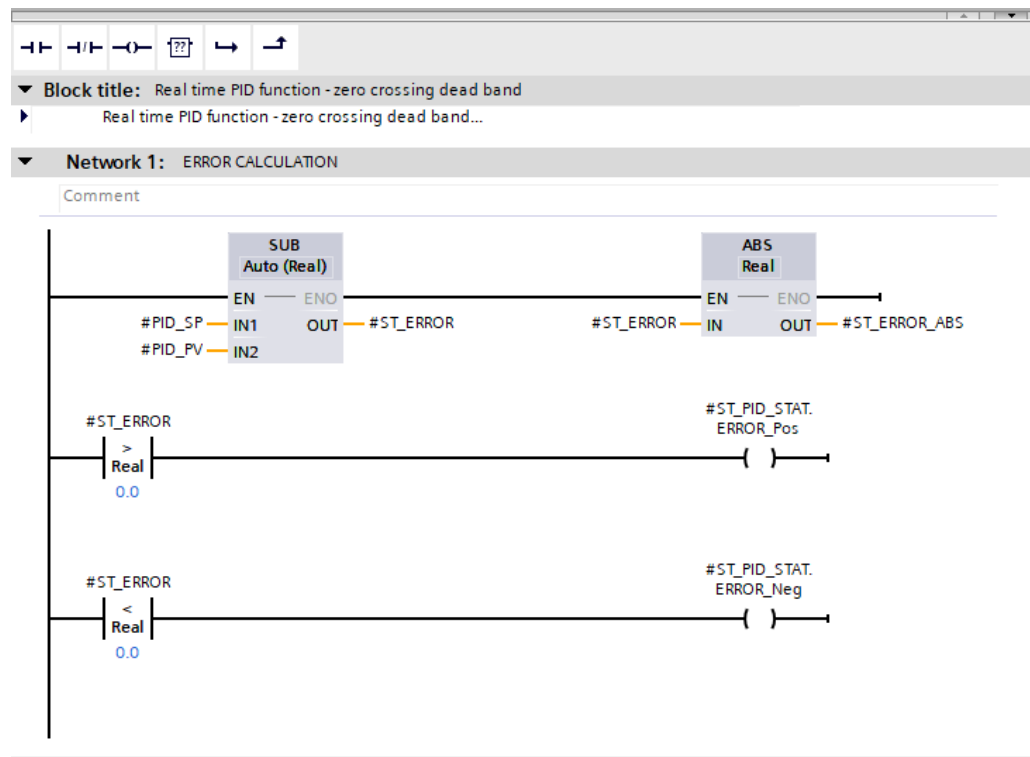 ??
Block title: Real time PID function - zero crossing dead band
Real time PID function - zero crossing dead band...
Network 1: ERROR CALCULATION
Comment
SUB
Auto (Real)
EN ENO
#PID_SP IN1 OUT #ST_ERROR
#PID_PV IN2
ABS
Real
EN ENO
#ST_ERROR IN OUT #ST_ERROR_ABS
#ST_ERROR
>
Real
0.0
#ST_PID_STAT.
ERROR_Pos
( )
#ST_ERROR
<
Real
0.0
#ST_PID_STAT.
ERROR_Neg
( )